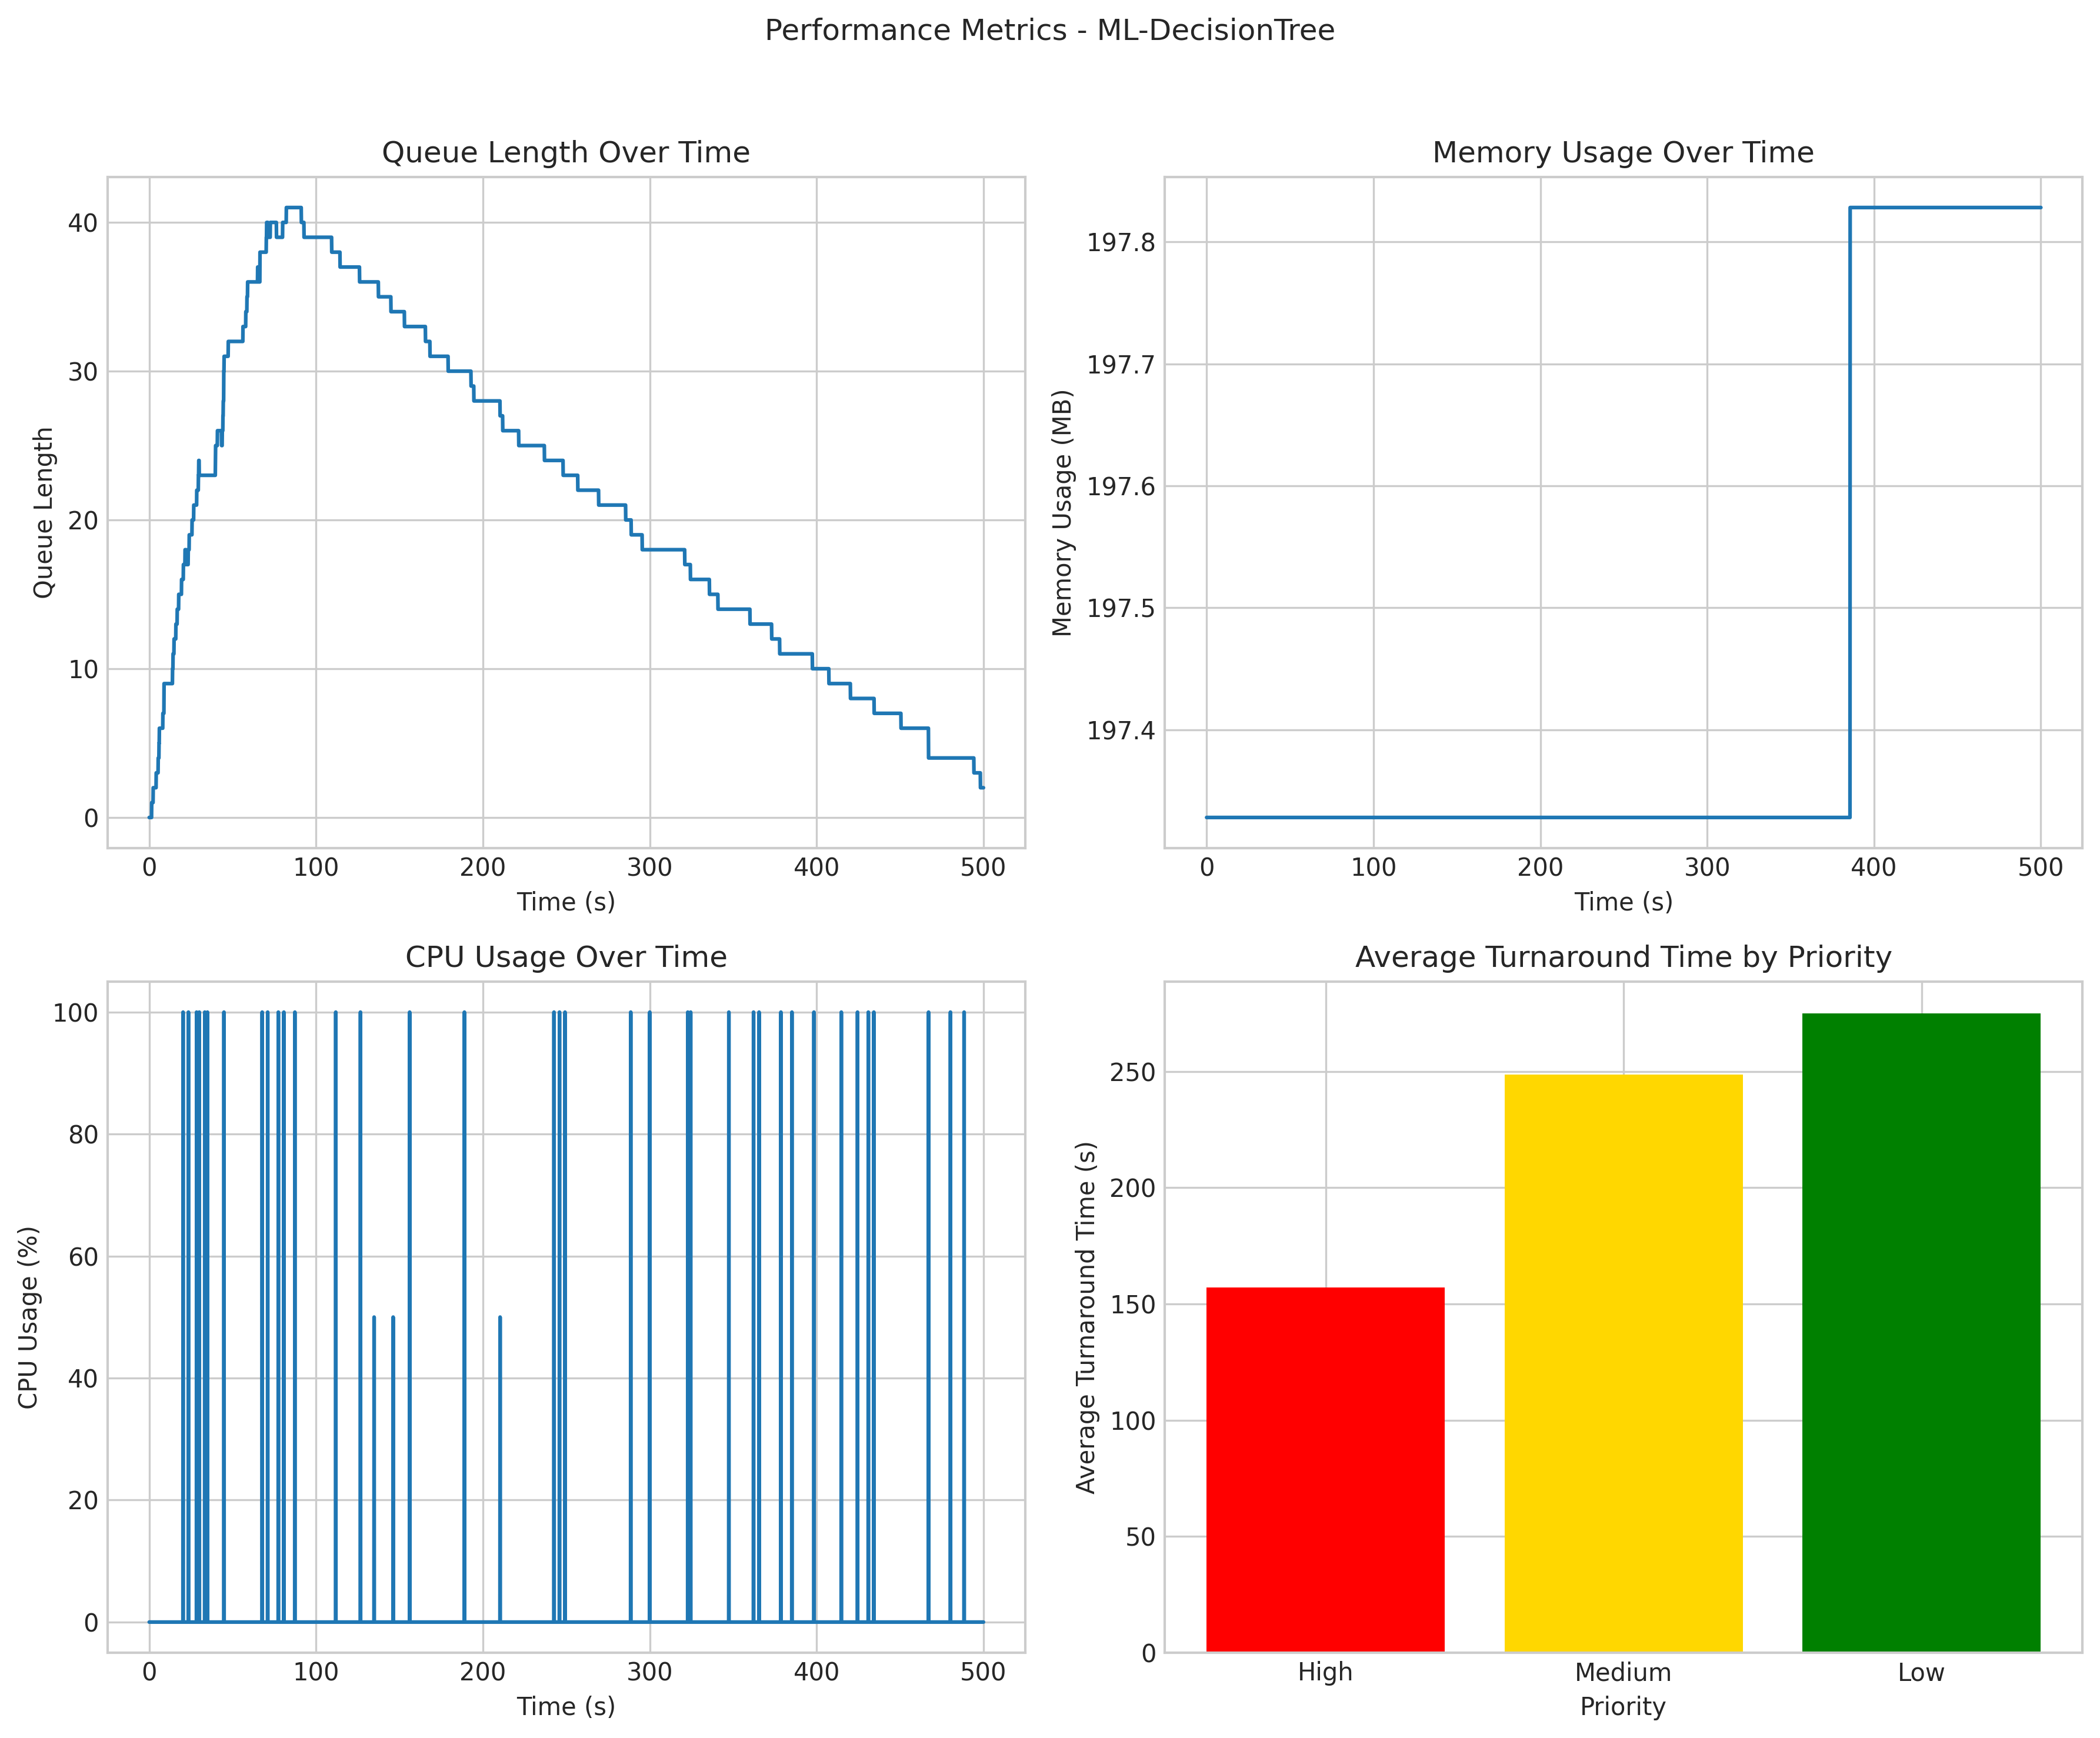 Performance Metrics - ML-DecisionTree
Queue Length Over Time
40
30
20
10
0
Queue Length
0 100 200 300 400 500
Time (s)
Memory Usage Over Time
197.8
197.7
197.6
197.5
197.4
Memory Usage (MB)
0 100 200 300 400 500
Time (s)
CPU Usage Over Time
100
80
60
40
20
0
CPU Usage (%)
0 100 200 300 400 500
Time (s)
Average Turnaround Time by Priority
250
200
150
100
50
0
Average Turnaround Time (s)
High Medium Low
Priority